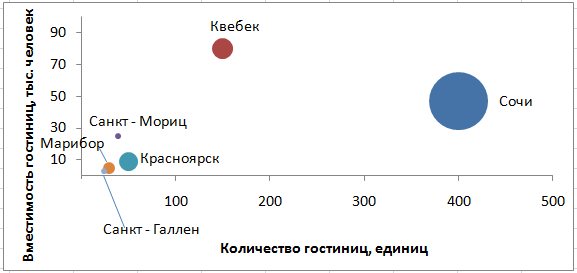 Вместимость гостиниц, тыс. человек
90
70
50
30
10
Квебек
Сочи
Санкт - Мориц
Марибор
Красноярск
Санкт - Галлен
100
200
300
400
500
Количество гостиниц, единиц